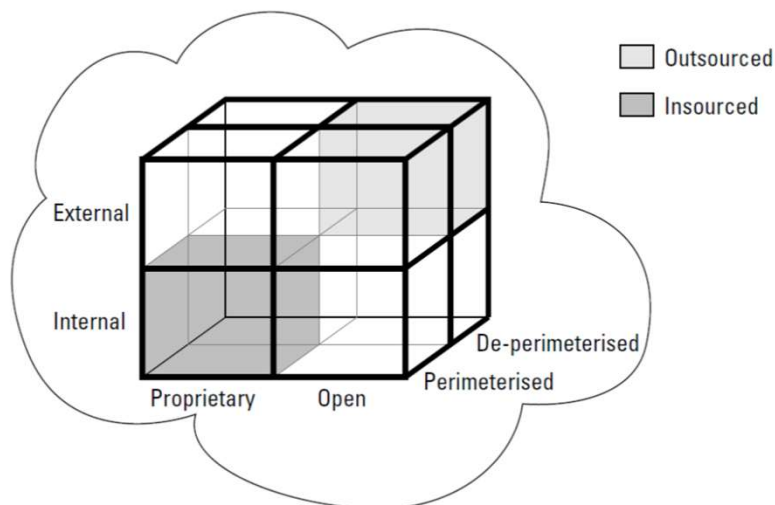 Outsourced
Insourced
External
Internal
De-perimeterised
Perimeterised
Proprietary
Open